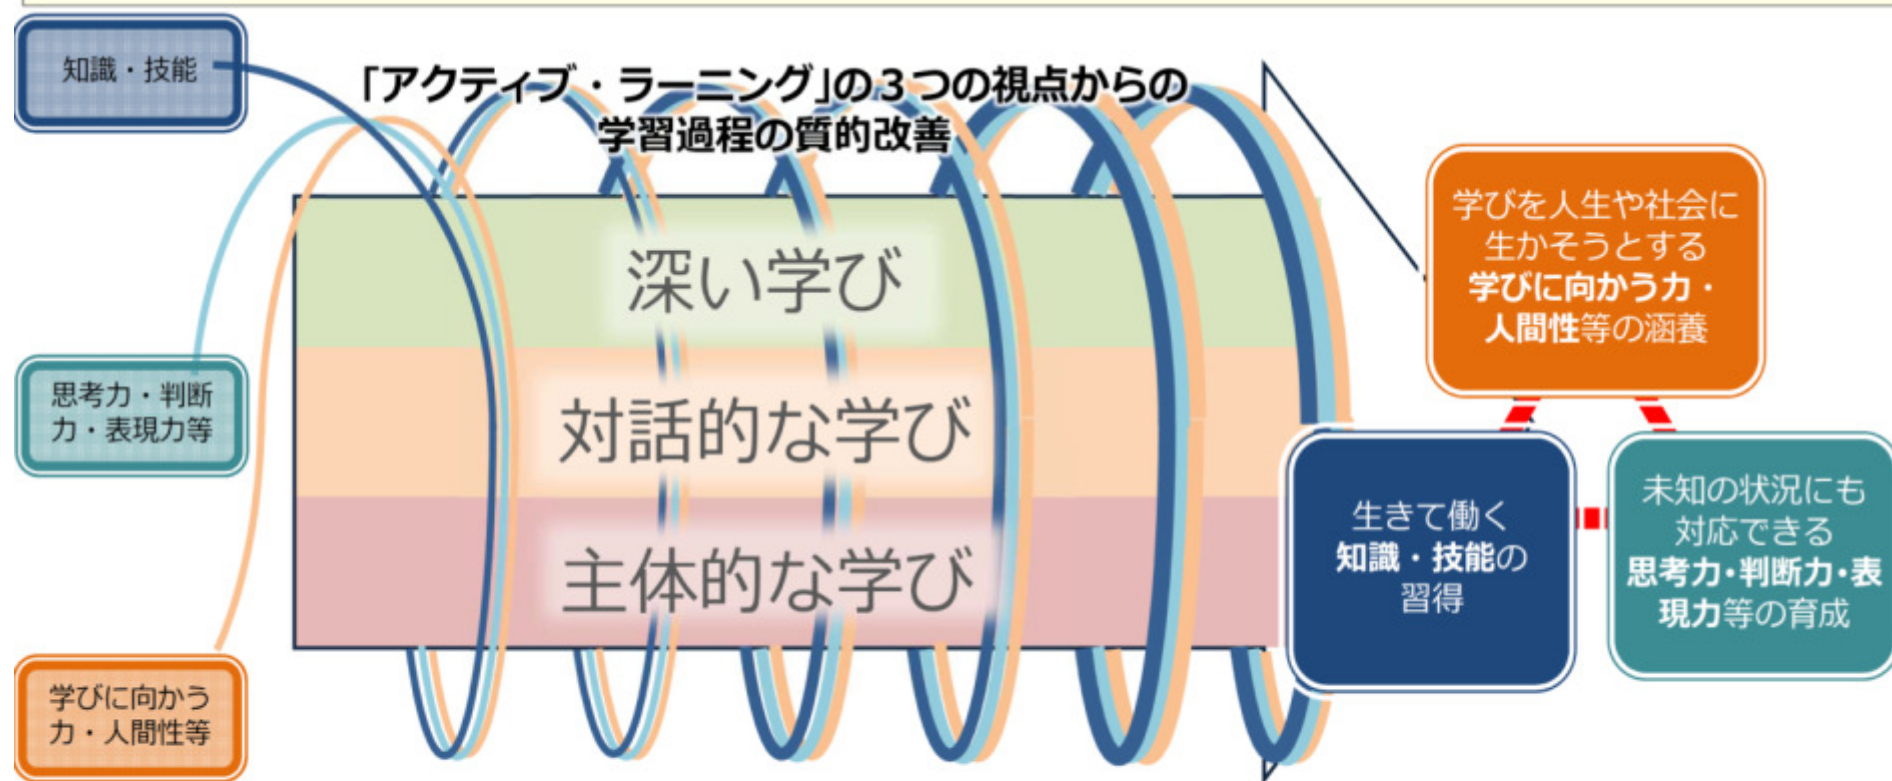 知識・技能
「アクティブ・ラーニング」の３つの視点からの
学習過程の質的改善
深い学び
対話的な学び
主体的な学び
思考力・判断
力・表現力等
学びに向かう
力・人間性等
学びを人生や社会に
生かそうとする
学びに向かう力・
人間性等の涵養
生きて働く
知識・技能の
習得
未知の状況にも
対応できる
思考力・判断力・表
現力等の育成